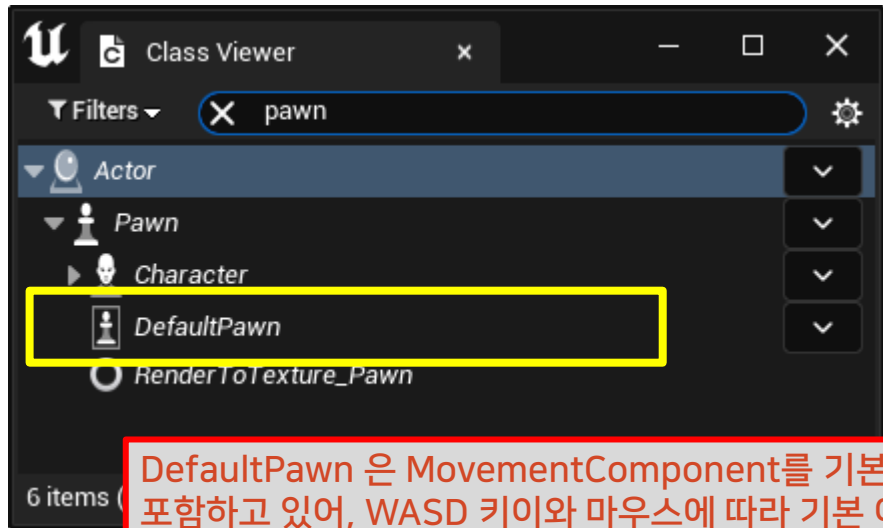 Class Viewer
Filters pawn
Actor
Pawn
Character
DefaultPawn
RenderToTexture_Pawn
6 items (
DefaultPawn 은 MovementComponent를 기본
포함하고 있어, WASD 키이와 마우스에 따라 기본